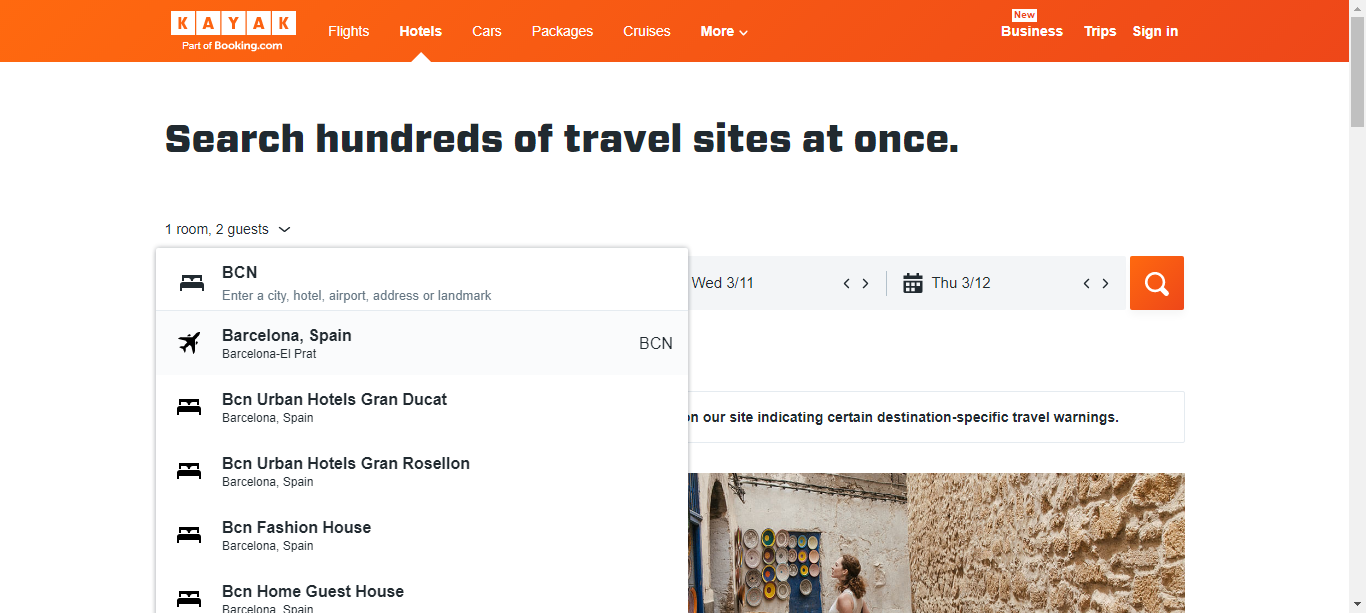 KAYAK
Part of Booking.com
Flights
Hotels
Cars
Packages
Cruises
More
New
Business
Trips
Sign in
Search hundreds of travel sites at once.
1 room, 2 guests
BCN
Enter a city, hotel, airport, address or landmark
Wed 3/11
Thu 3/12
Barcelona, Spain
Barcelona-El Prat
BCN
Bcn Urban Hotels Gran Ducat
Barcelona, Spain
on our site indicating certain destination-specific travel warnings.
Bcn Urban Hotels Gran Rosellon
Barcelona, Spain
Bcn Fashion House
Barcelona, Spain
Bcn Home Guest House
Barcelona, Spain